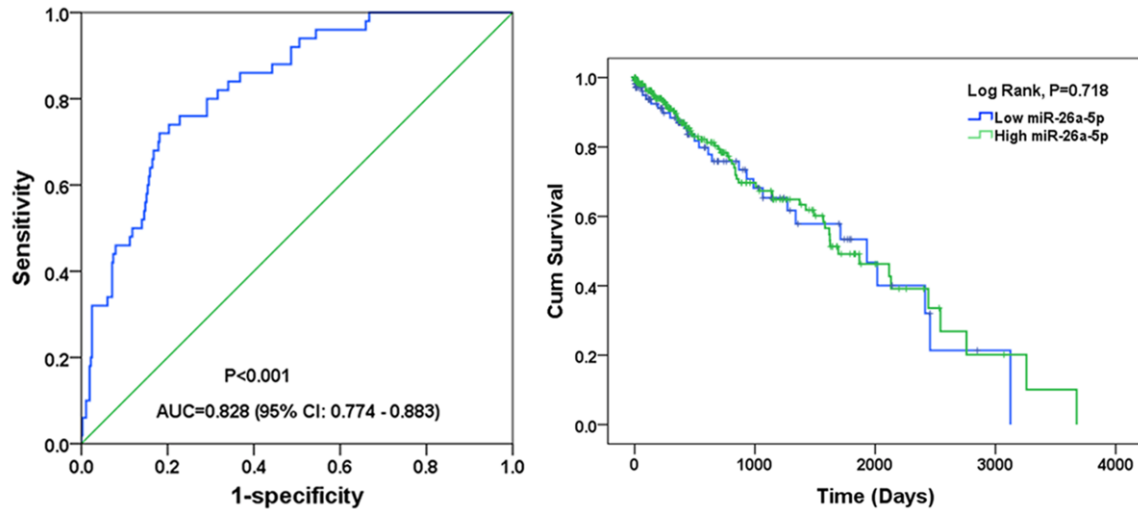 1.0
0.8
0.6
0.4
0.2
0.0
Sensitivity
P<0.001
AUC=0.828 (95% CI: 0.774 - 0.883)
0.0 0.2 0.4 0.6 0.8 1.0
1-specificity
1.0
0.8
0.6
0.4
0.2
0.0
Cum Survival
Log Rank, P=0.718
Low miR-26a-5p
High miR-26a-5p
0 1000 2000 3000 4000
Time (Days)